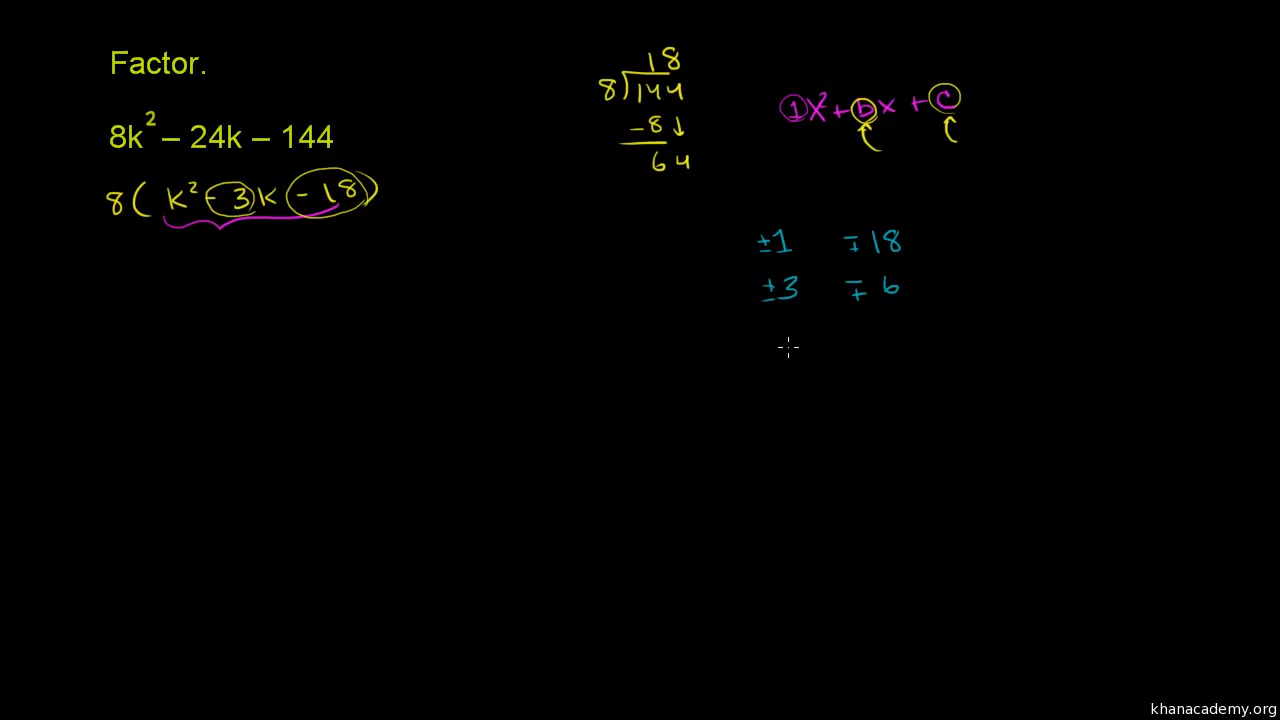 Factor.
8k² – 24k – 144
8( k² - 3k - 18)
18
8)144
-8↓
64
1x² + bx + c
±1 ∓18
±3 ∓6
khanacademy.org